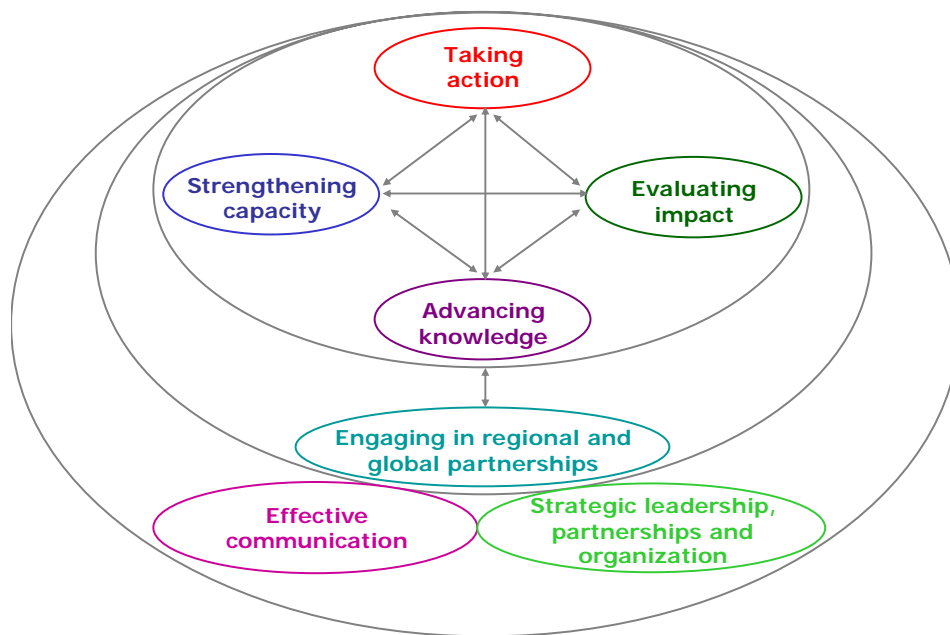 Taking
action
Strengthening
capacity
Evaluating
impact
Advancing
knowledge
Engaging in regional and
global partnerships
Effective
communication
Strategic leadership,
partnerships and
organization